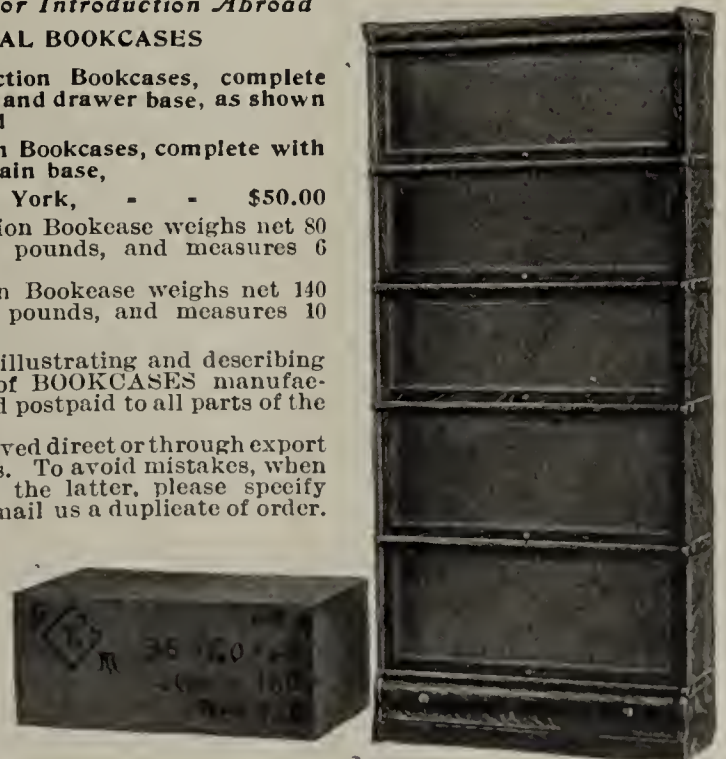 or Introduction Abroad
AL BOOKCASES
ction Bookcases, complete
and drawer base, as shown
n Bookcases, complete with
ain base,
York, - - $50.00
ion Bookcase weighs net 80
pounds, and measures 6
n Bookcase weighs net 140
pounds, and measures 10
illustrating and describing
of BOOKCASES manufac-
d postpaid to all parts of the
ved direct or through export
s. To avoid mistakes, when
the latter, please specify
mail us a duplicate of order.